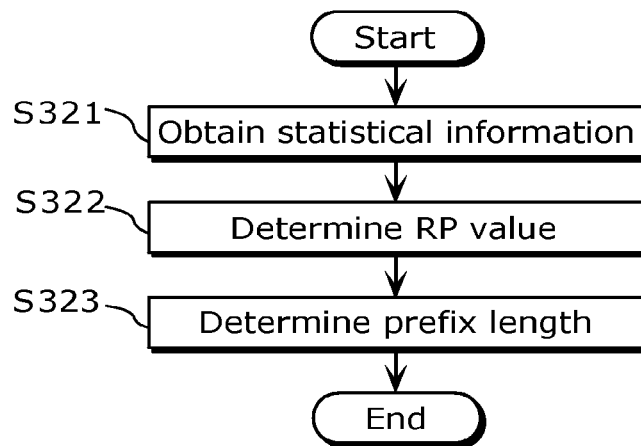 Start
S321
Obtain statistical information
S322
Determine RP value
S323
Determine prefix length
End